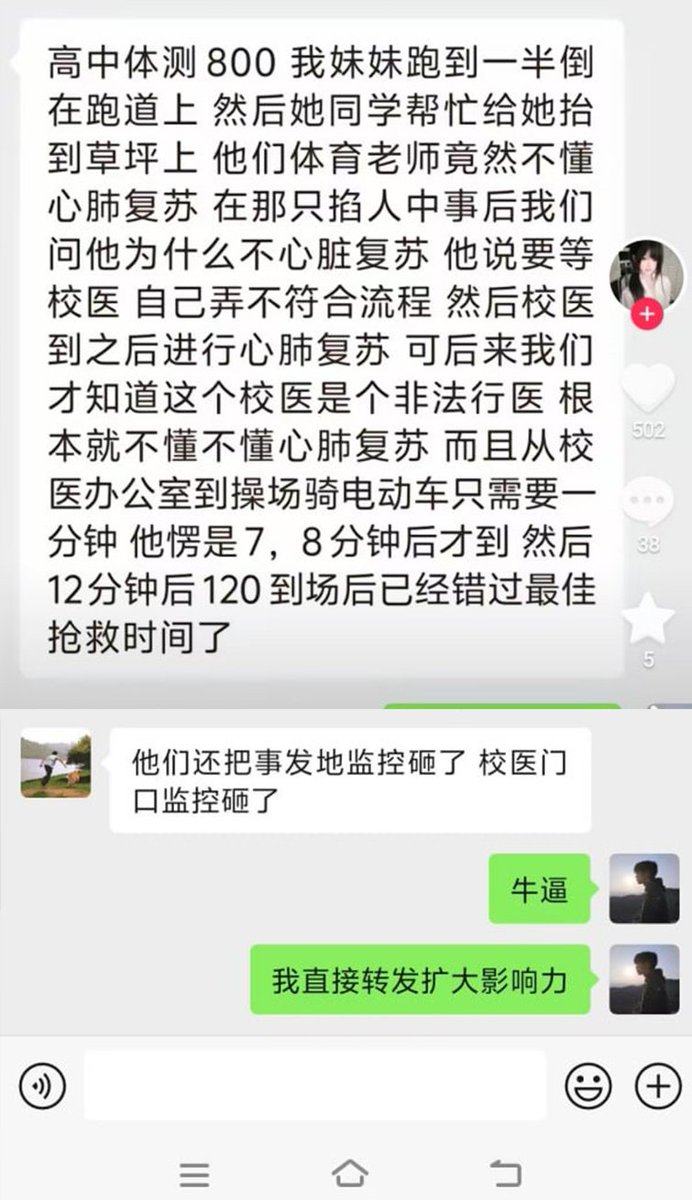 高中体测800 我妹妹跑到一半倒
在跑道上 然后她同学帮忙给她抬
到草坪上 他们体育老师竟然不懂
心肺复苏 在那只掐人中事后我们
问他为什么不心脏复苏 他说要等
校医 自己弄不符合流程 然后校医
到之后进行心肺复苏 可后来我们
才知道这个校医是个非法行医 根
本就不懂不懂心肺复苏 而且从校
医办公室到操场骑电动车只需要一
分钟 他愣是7，8分钟后才到 然后
12分钟后120到场后已经错过最佳
抢救时间了
502
38
5
他们还把事发地监控砸了 校医门
口监控砸了
牛逼
我直接转发扩大影响力